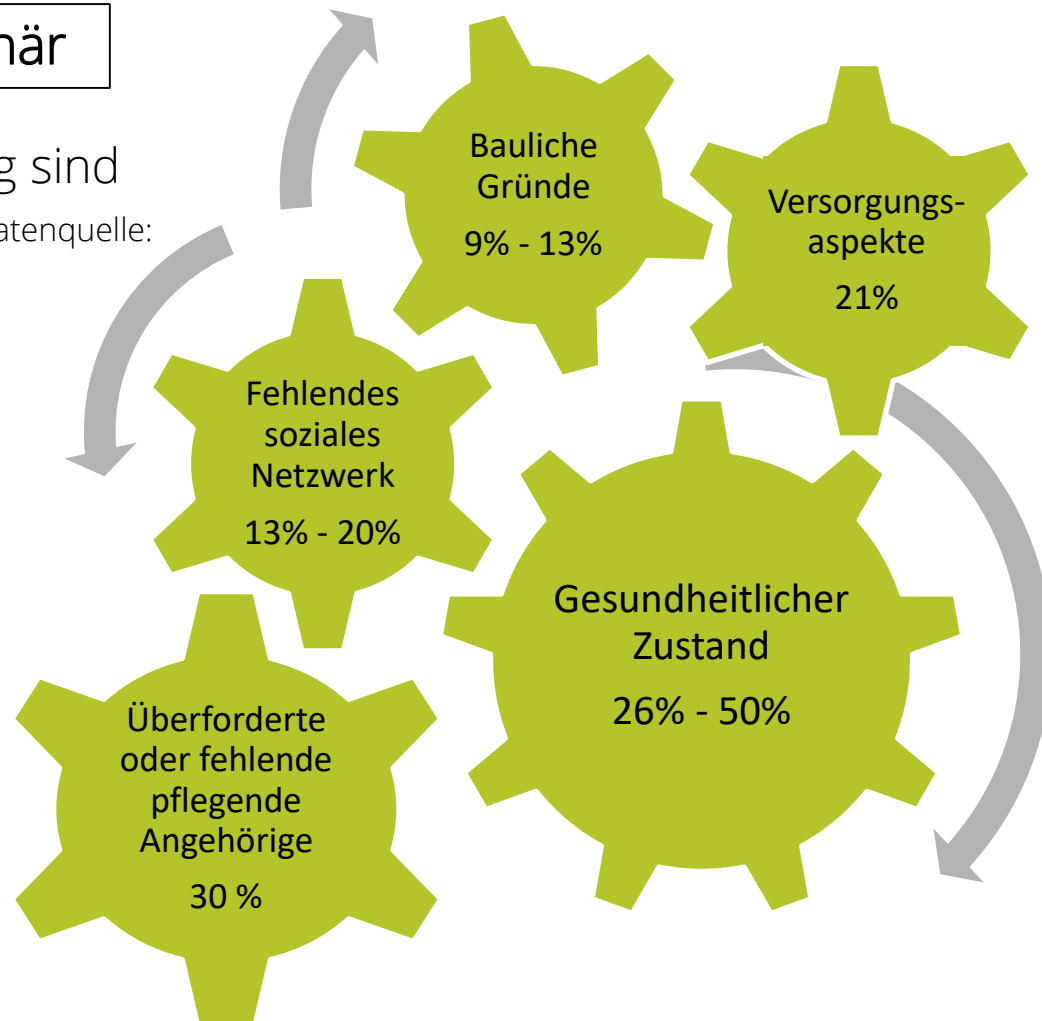 när
g sind
atenquelle:
Bauliche
Gründe
9% - 13%
Versorgungs-
aspekte
21%
Fehlendes
soziales
Netzwerk
13% - 20%
Gesundheitlicher
Zustand
26% - 50%
Überforderte
oder fehlende
pflegende
Angehörige
30 %